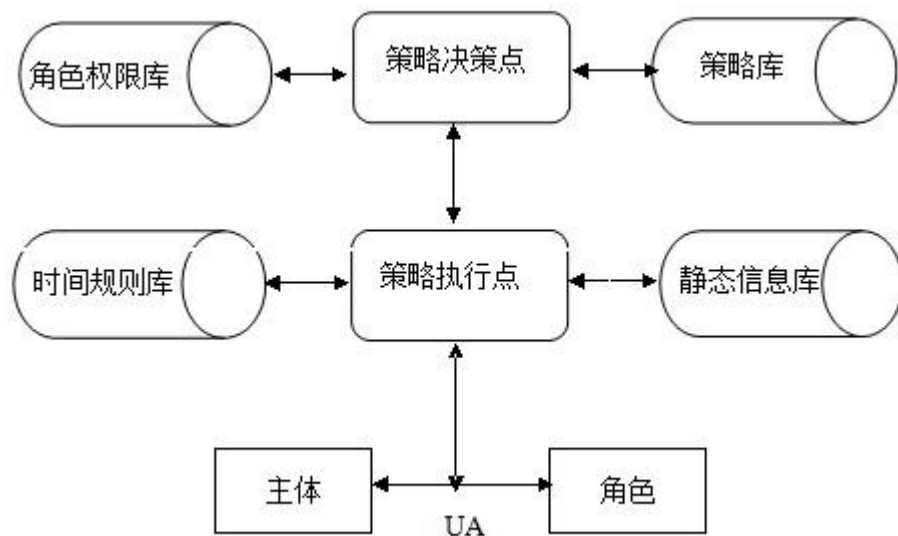 角色权限库
策略决策点
策略库
时间规则库
策略执行点
静态信息库
主体
角色
UA